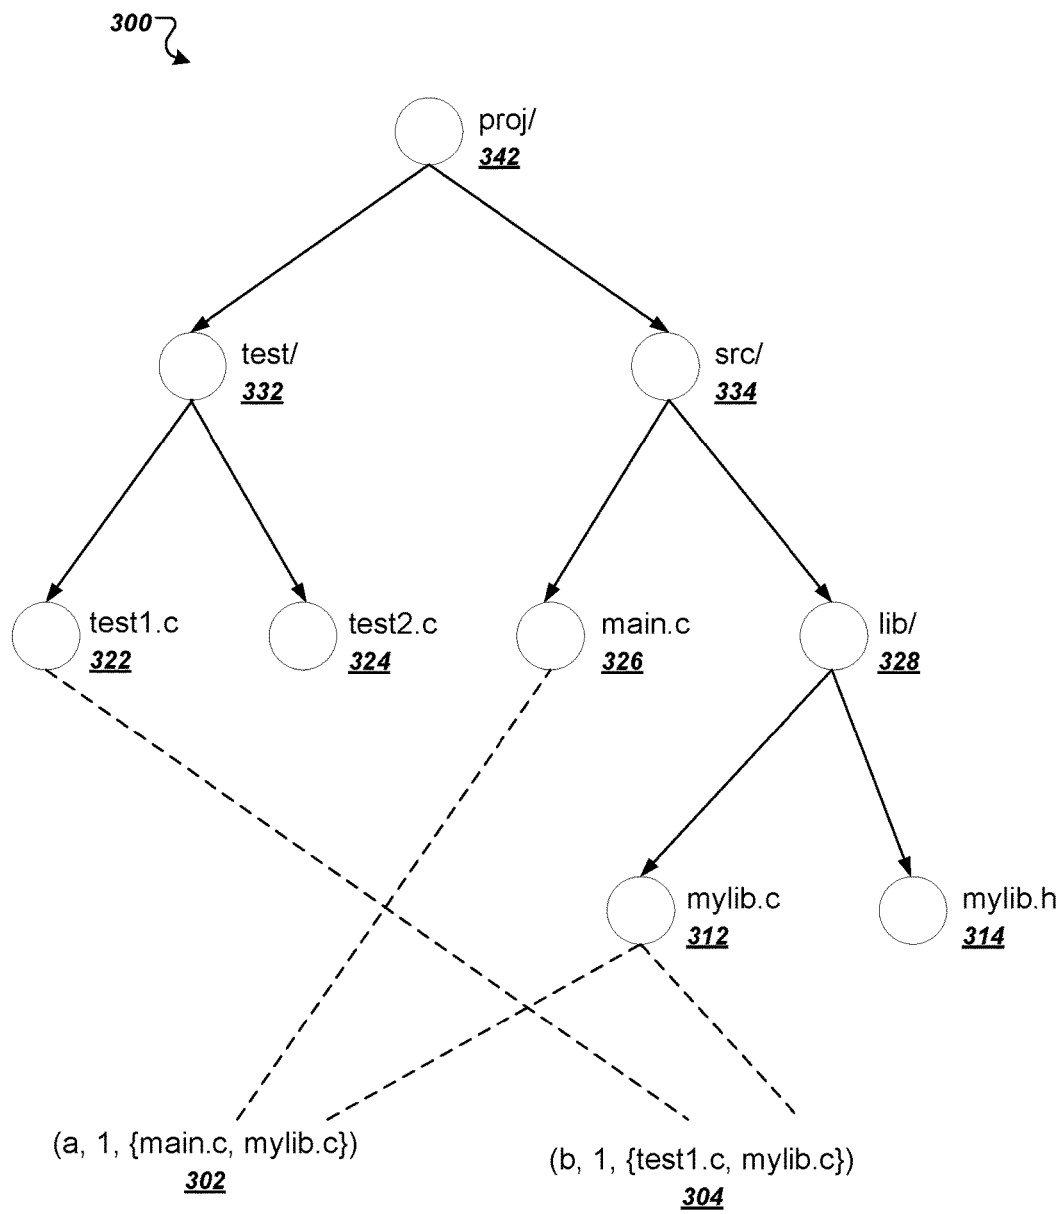 300
proj/
342
test/
332
src/
334
test1.c
322
test2.c
324
main.c
326
lib/
328
mylib.c
312
mylib.h
314
(a, 1, {main.c, mylib.c})
302
(b, 1, {test1.c, mylib.c})
304